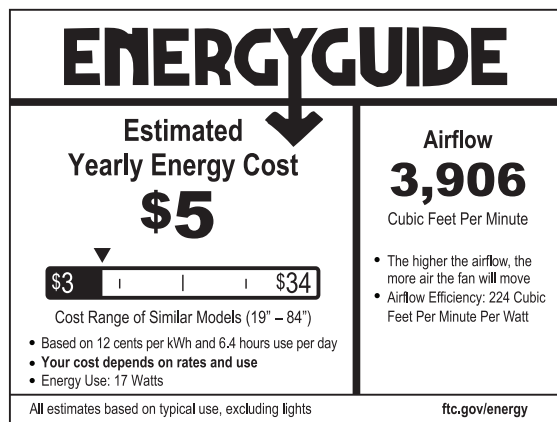 ENERGYGUIDE
Estimated
Yearly Energy Cost
$5
$3 $34
Cost Range of Similar Models (19” – 84”)
• Based on 12 cents per kWh and 6.4 hours use per day
• Your cost depends on rates and use
• Energy Use: 17 Watts
Airflow
3,906
Cubic Feet Per Minute
• The higher the airflow, the
more air the fan will move
• Airflow Efficiency: 224 Cubic
Feet Per Minute Per Watt
All estimates based on typical use, excluding lights
ftc.gov/energy